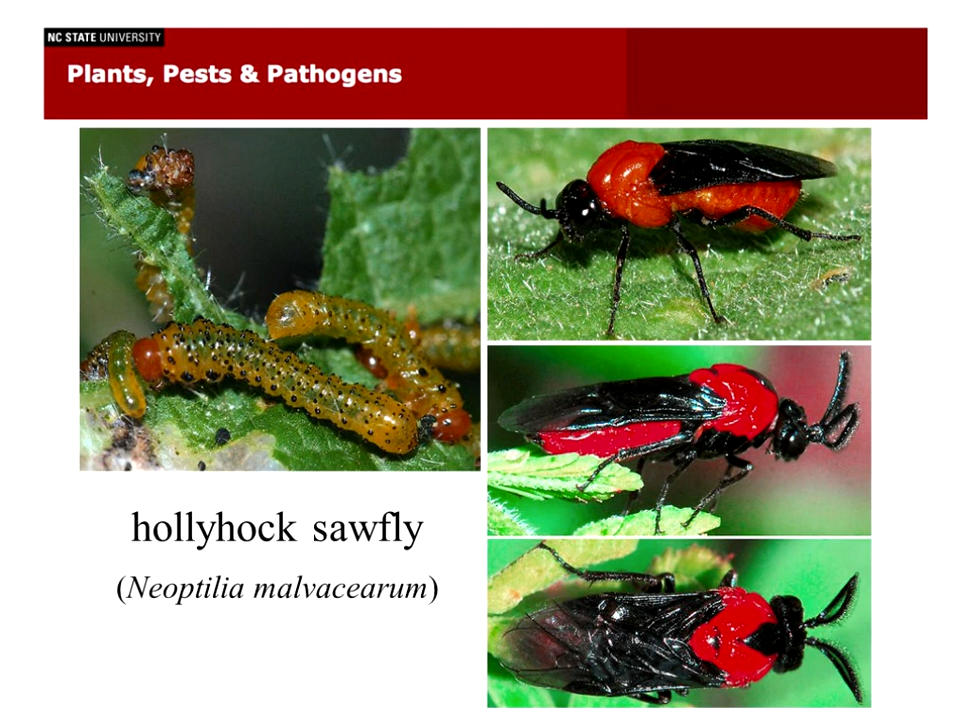 NC STATE UNIVERSITY
Plants, Pests & Pathogens
hollyhock sawfly
(Neoptilia malvacearum)